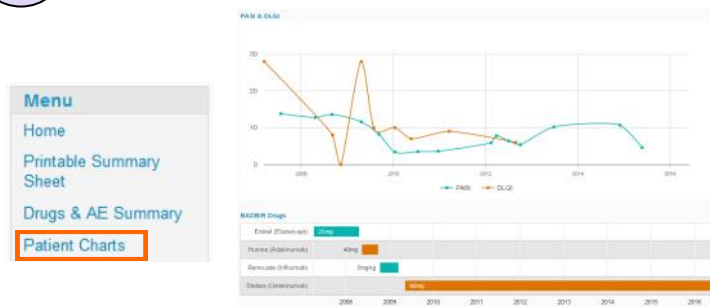 Menu
Home
Printable Summary
Sheet
Drugs & AE Summary
Patient Charts
PASI & DLQI
30
20
10
0
2008 2010 2012 2014 2016
PASI DLQI
BADBIR Drugs
Enbrel (Etanercept) 25mg
Humira (Adalimumab) 40mg
Remicade (Infliximab) 5mg/kg
Stelara (Ustekinumab) 90mg
2008 2009 2010 2011 2012 2013 2014 2015 2016